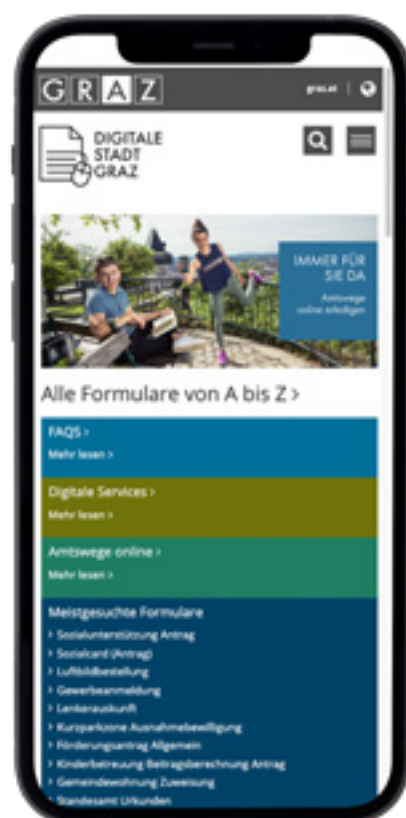 GRAZ
graz.at |
DIGITALE
STADT
GRAZ
IMMER FÜR
SIE DA
Amtswege
online erledigen
Alle Formulare von A bis Z >
FAQS >
Mehr lesen >
Digitale Services >
Mehr lesen >
Amtswege online >
Mehr lesen >
Meistgesuchte Formulare
> Sozialunterstützung Antrag
> Sozialcard (Antrag)
> Luftbildbestellung
> Gewerbeanmeldung
> Lenkerauskunft
> Kurzparkzone Ausnahmebewilligung
> Förderungsantrag Allgemein
> Kinderbetreuung Beitragsberechnung Antrag
> Gemeindewohnung Zuweisung
> Standesamt Urkunden